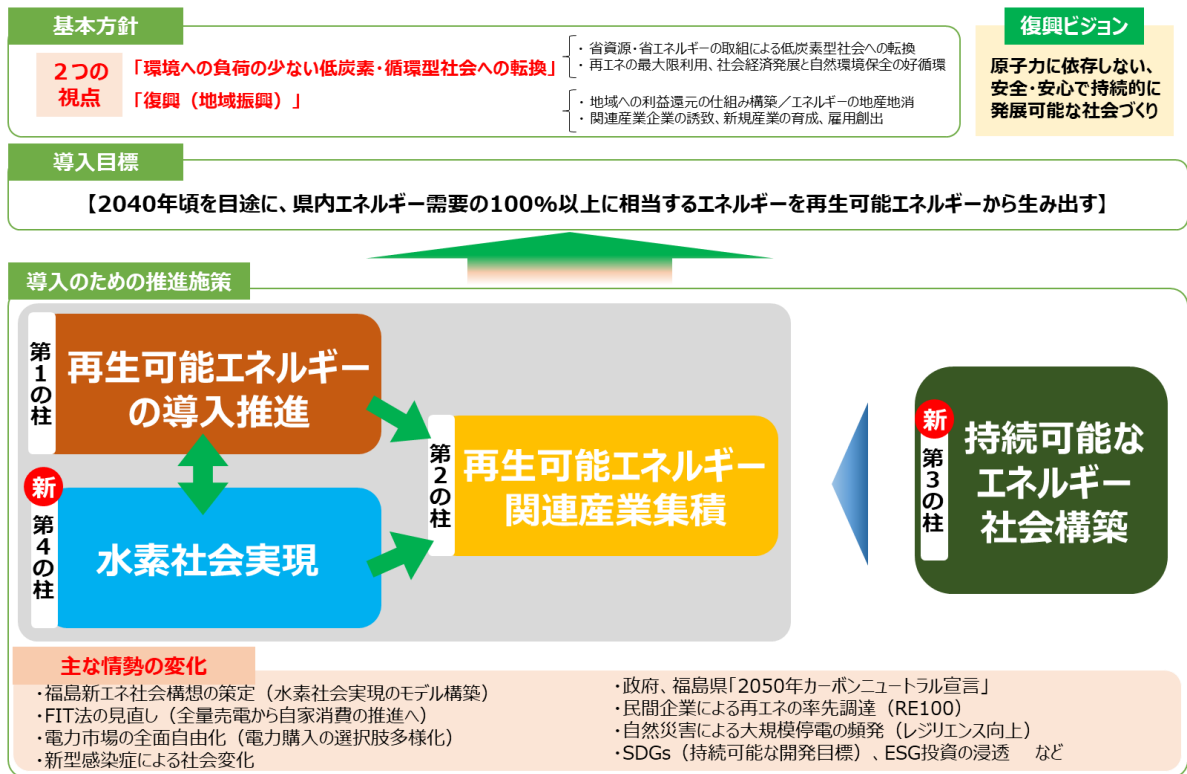 基本方針
2つの
視点
「環境への負荷の少ない低炭素・循環型社会への転換」
・省資源・省エネルギーの取組による低炭素型社会への転換
・再エネの最大限利用、社会経済発展と自然環境保全の好循環
「復興（地域振興）」
・地域への利益還元の仕組み構築／エネルギーの地産地消
・関連産業企業の誘致、新規産業の育成、雇用創出
復興ビジョン
原子力に依存しない、
安全・安心で持続的に
発展可能な社会づくり
導入目標
【2040年頃を目途に、県内エネルギー需要の100%以上に相当するエネルギーを再生可能エネルギーから生み出す】
導入のための推進施策
第1の柱
再生可能エネルギー
の導入推進
新
第4の柱
水素社会実現
第2の柱
再生可能エネルギー
関連産業集積
新
第3の柱
持続可能な
エネルギー
社会構築
主な情勢の変化
・福島新エネ社会構想の策定（水素社会実現のモデル構築）
・FIT法の見直し（全量売電から自家消費の推進へ）
・電力市場の全面自由化（電力購入の選択肢多様化）
・新型感染症による社会変化
・政府、福島県「2050年カーボンニュートラル宣言」
・民間企業による再エネの率先調達（RE100）
・自然災害による大規模停電の頻発（レジリエンス向上）
・SDGs（持続可能な開発目標）、ESG投資の浸透　など